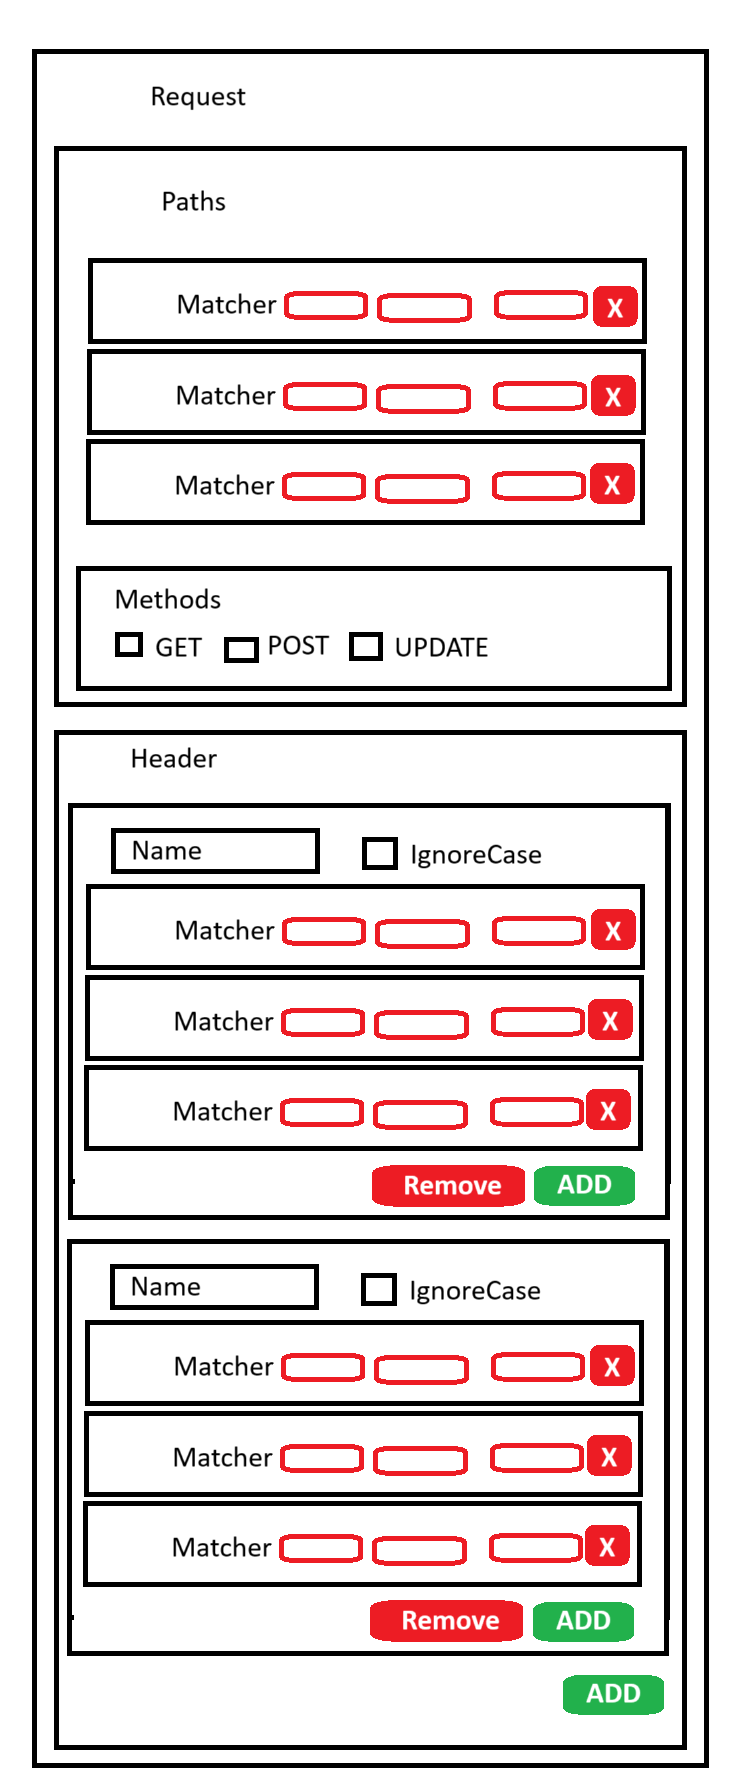 Request
Paths
Matcher X
Matcher X
Matcher X
Methods
GET POST UPDATE
Header
Name IgnoreCase
Matcher X
Matcher X
Matcher X
Remove ADD
Name IgnoreCase
Matcher X
Matcher X
Matcher X
Remove ADD
ADD